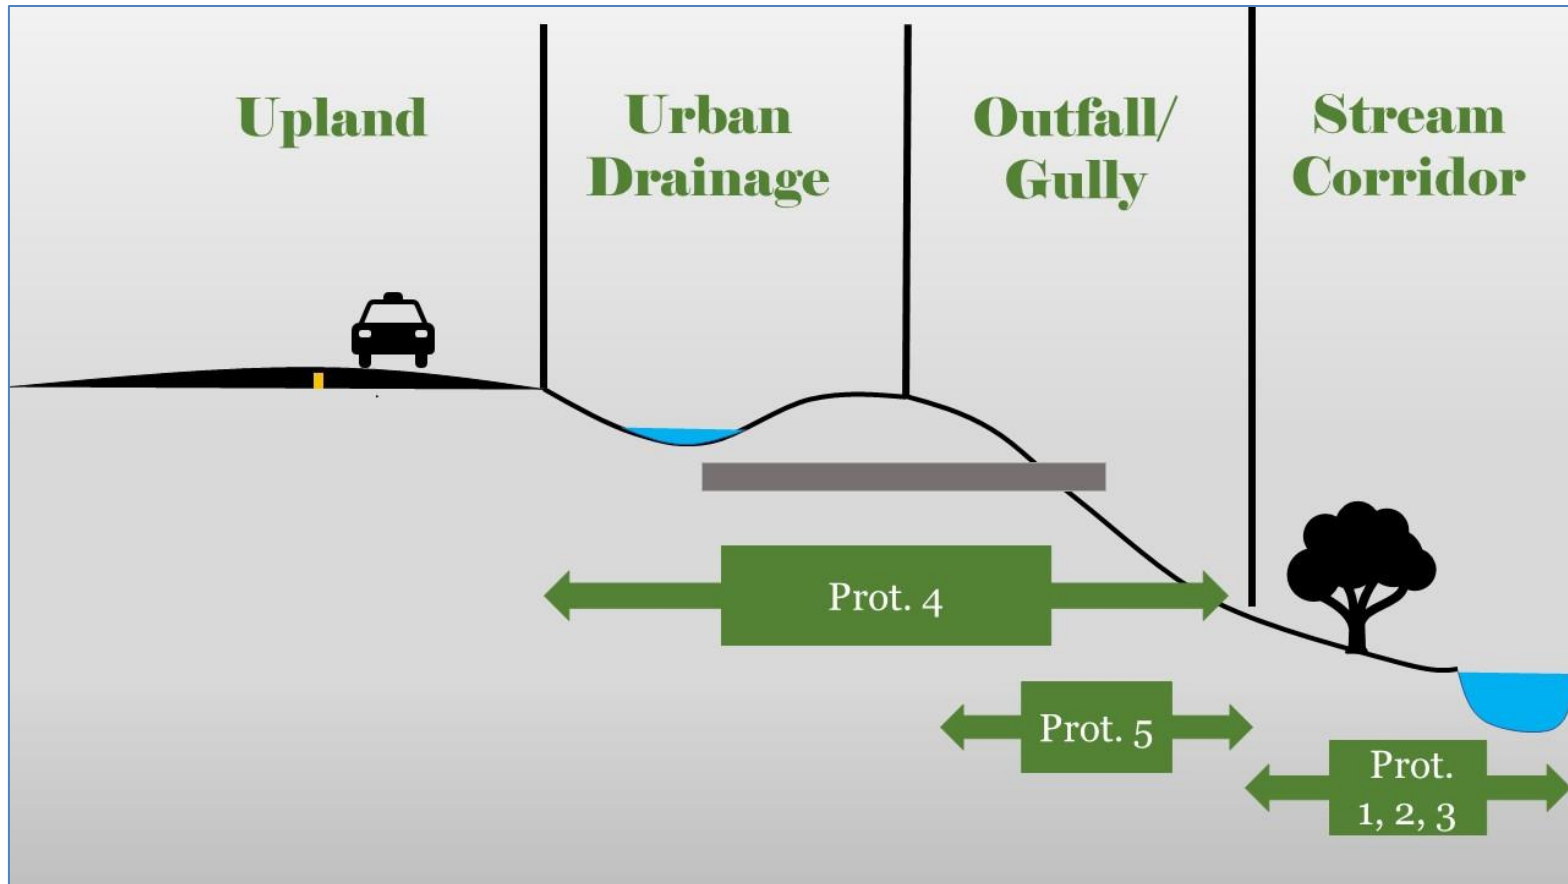 Upland
Urban
Drainage
Outfall/
Gully
Stream
Corridor
Prot. 4
Prot. 5
Prot.
1, 2, 3